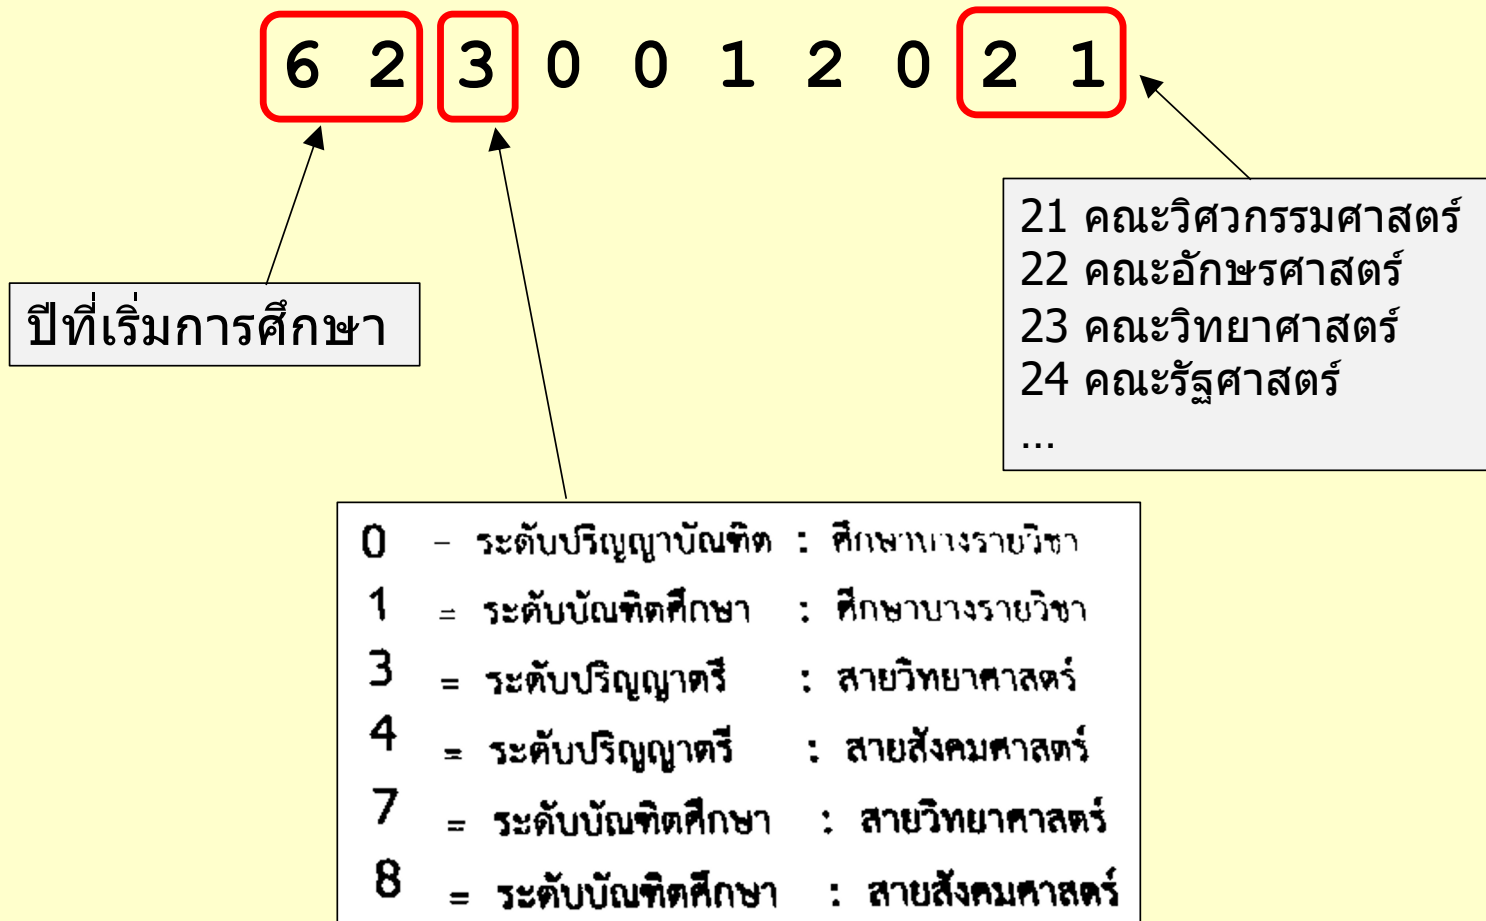 6 2 3 0 0 1 2 0 2 1
ปีที่เริ่มการศึกษา
21 คณะวิศวกรรมศาสตร์
22 คณะอักษรศาสตร์
23 คณะวิทยาศาสตร์
24 คณะรัฐศาสตร์
...
0 - ระดับปริญญาบัณฑิต : ศึกษาบางรายวิชา
1 = ระดับบัณฑิตศึกษา : ศึกษาบางรายวิชา
3 = ระดับปริญญาตรี : สายวิทยาศาสตร์
4 = ระดับปริญญาตรี : สายสังคมศาสตร์
7 = ระดับบัณฑิตศึกษา : สายวิทยาศาสตร์
8 = ระดับบัณฑิตศึกษา : สายสังคมศาสตร์